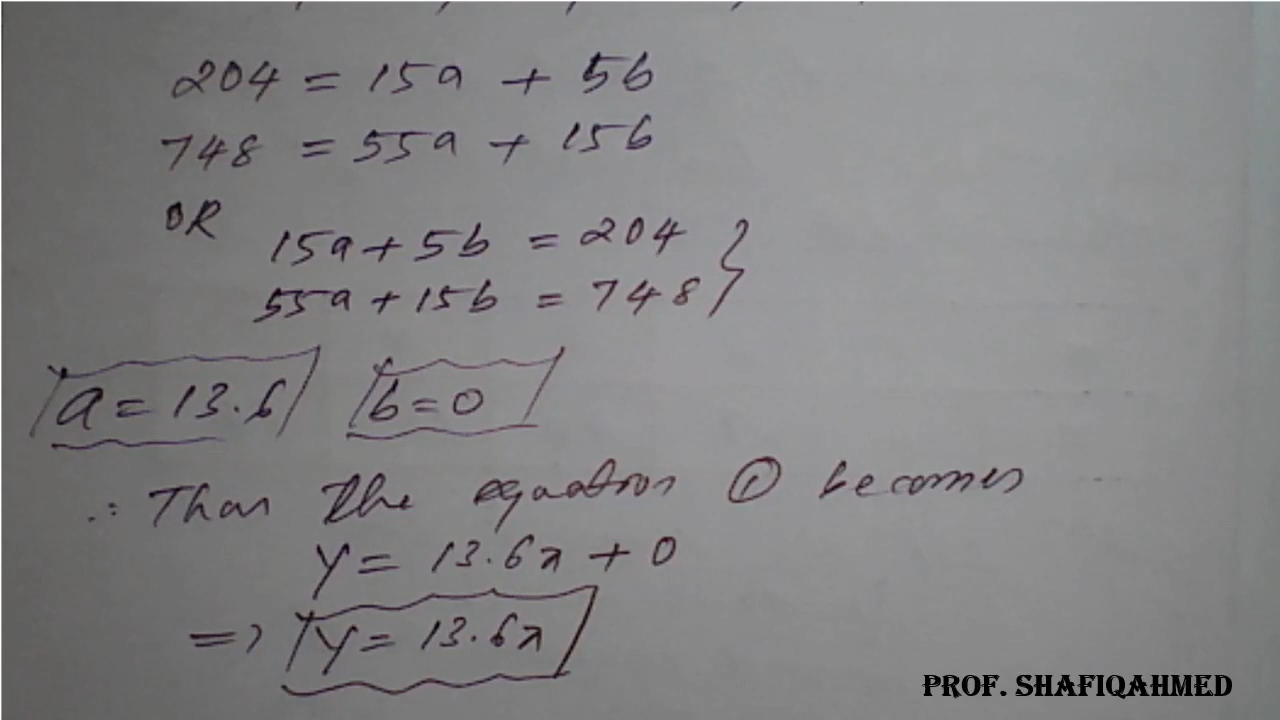 204 = 15a + 5b
748 = 55a + 15b
OR
15a + 5b = 204
55a + 15b = 748 }
a = 13.6 b = 0
∴ Than the equation ① becomes
y = 13.6x + 0
⇒ y = 13.6x
PROF. SHAFIQAHMED